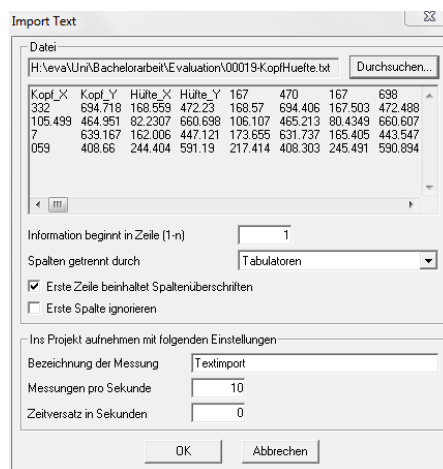 Import Text
Datei
H:\eva\Uni\Bachelorarbeit\Evaluation\00019-KopfHuefte.txt Durchsuchen...
Kopf_X Kopf_Y Hüfte_X Hüfte_Y 167 470 167 698
332 694.718 168.559 472.23 168.57 694.406 167.503 472.488
105.499 464.951 82.2307 660.698 106.107 465.213 80.4349 660.607
7 639.167 162.006 447.121 173.655 631.737 165.405 443.547
059 408.66 244.404 591.19 217.414 408.303 245.491 590.894
Information beginnt in Zeile (1-n) 1
Spalten getrennt durch Tabulatoren
Erste Zeile beinhaltet Spaltenüberschriften
Erste Spalte ignorieren
Ins Projekt aufnehmen mit folgenden Einstellungen
Bezeichnung der Messung Textimport
Messungen pro Sekunde 10
Zeitversatz in Sekunden 0
OK Abbrechen